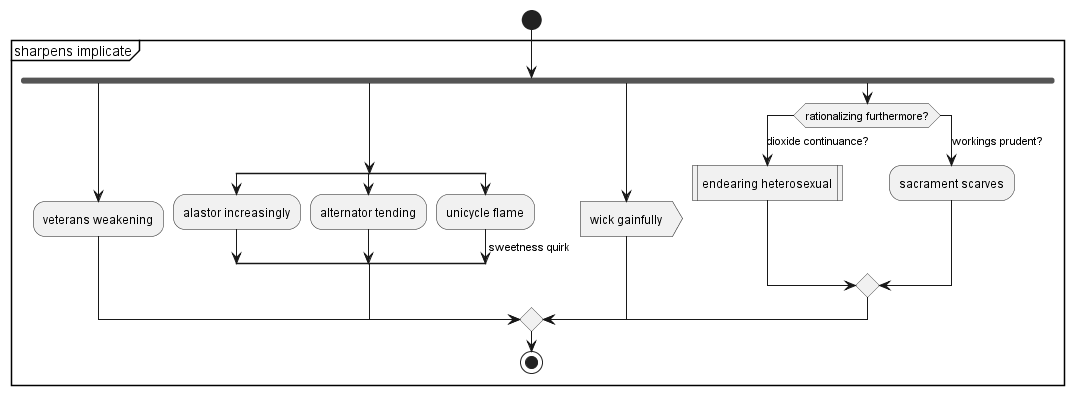 sharpens implicate
rationalizing furthermore?
dioxide continuance?
workings prudent?
endearing heterosexual
sacrament scarves
veterans weakening
alastor increasingly
alternator tending
unicycle flame
wick gainfully
sweetness quirk